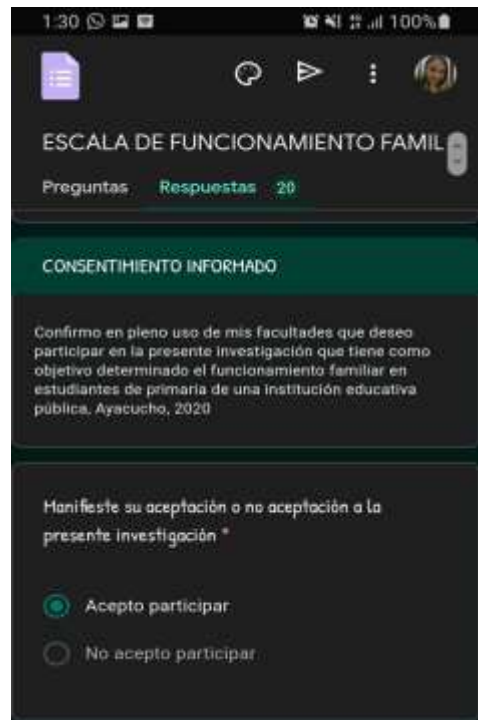 1:30 100%
ESCALA DE FUNCIONAMIENTO FAMIL
Preguntas Respuestas 20
CONSENTIMIENTO INFORMADO
Confirmo en pleno uso de mis facultades que deseo
participar en la presente investigación que tiene como
objetivo determinado el funcionamiento familiar en
estudiantes de primaria de una institución educativa
pública, Ayacucho, 2020
Manifieste su aceptación o no aceptación a la
presente investigación *
Acepto participar
No acepto participar